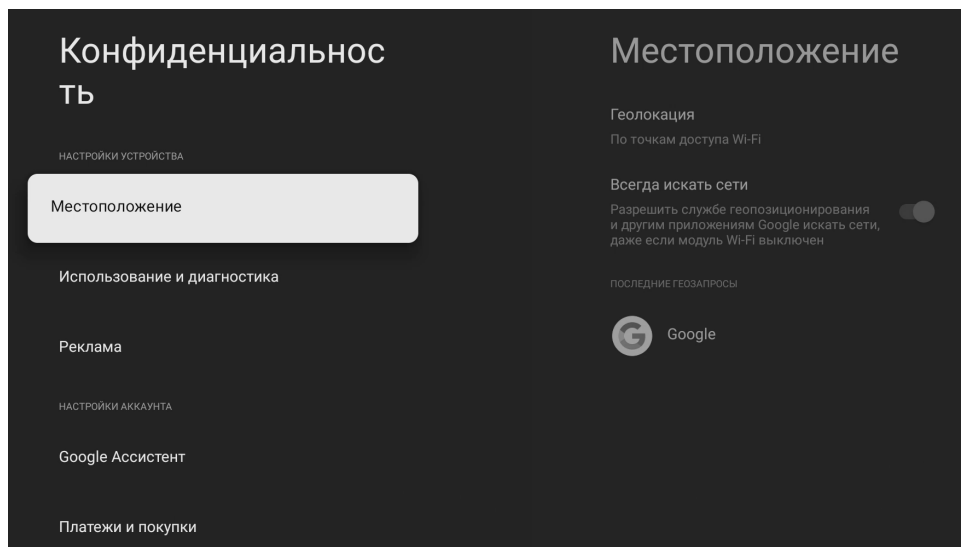 Конфиденциальнос
ть
НАСТРОЙКИ УСТРОЙСТВА
Местоположение
Использование и диагностика
Реклама
НАСТРОЙКИ АККАУНТА
Google Ассистент
Платежи и покупки
Местоположение
Геолокация
По точкам доступа Wi-Fi
Всегда искать сети
Разрешить службе геопозиционирования
и другим приложениям Google искать сети,
даже если модуль Wi-Fi выключен
ПОСЛЕДНИЕ ГЕОЗАПРОСЫ
Google